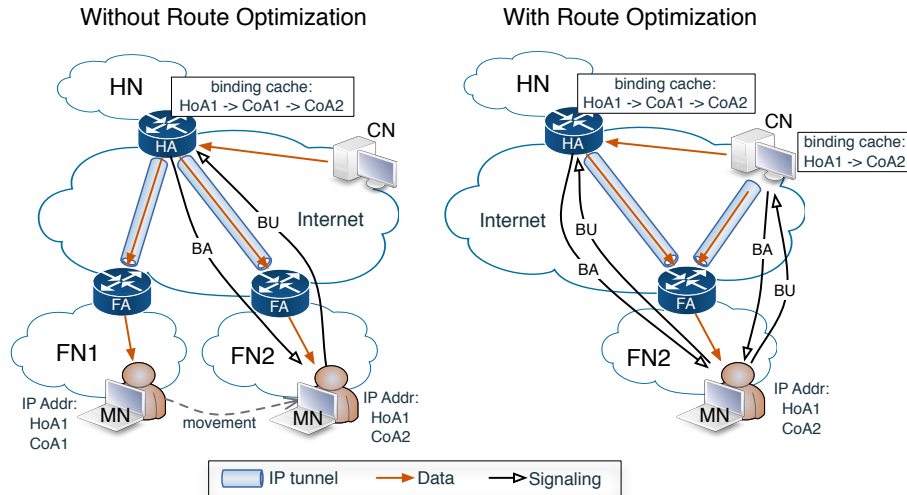 Without Route Optimization
HN
binding cache:
HoA1 -> CoA1 -> CoA2
HA
CN
Internet
BU
BA
FA
FA
FN1
FN2
IP Addr:
HoA1
CoA1
MN
movement
MN
IP Addr:
HoA1
CoA2
With Route Optimization
HN
binding cache:
HoA1 -> CoA1 -> CoA2
HA
CN
binding cache:
HoA1 -> CoA2
Internet
BU
BA
BA
BU
FA
FN2
MN
IP Addr:
HoA1
CoA2
IP tunnel
Data
Signaling